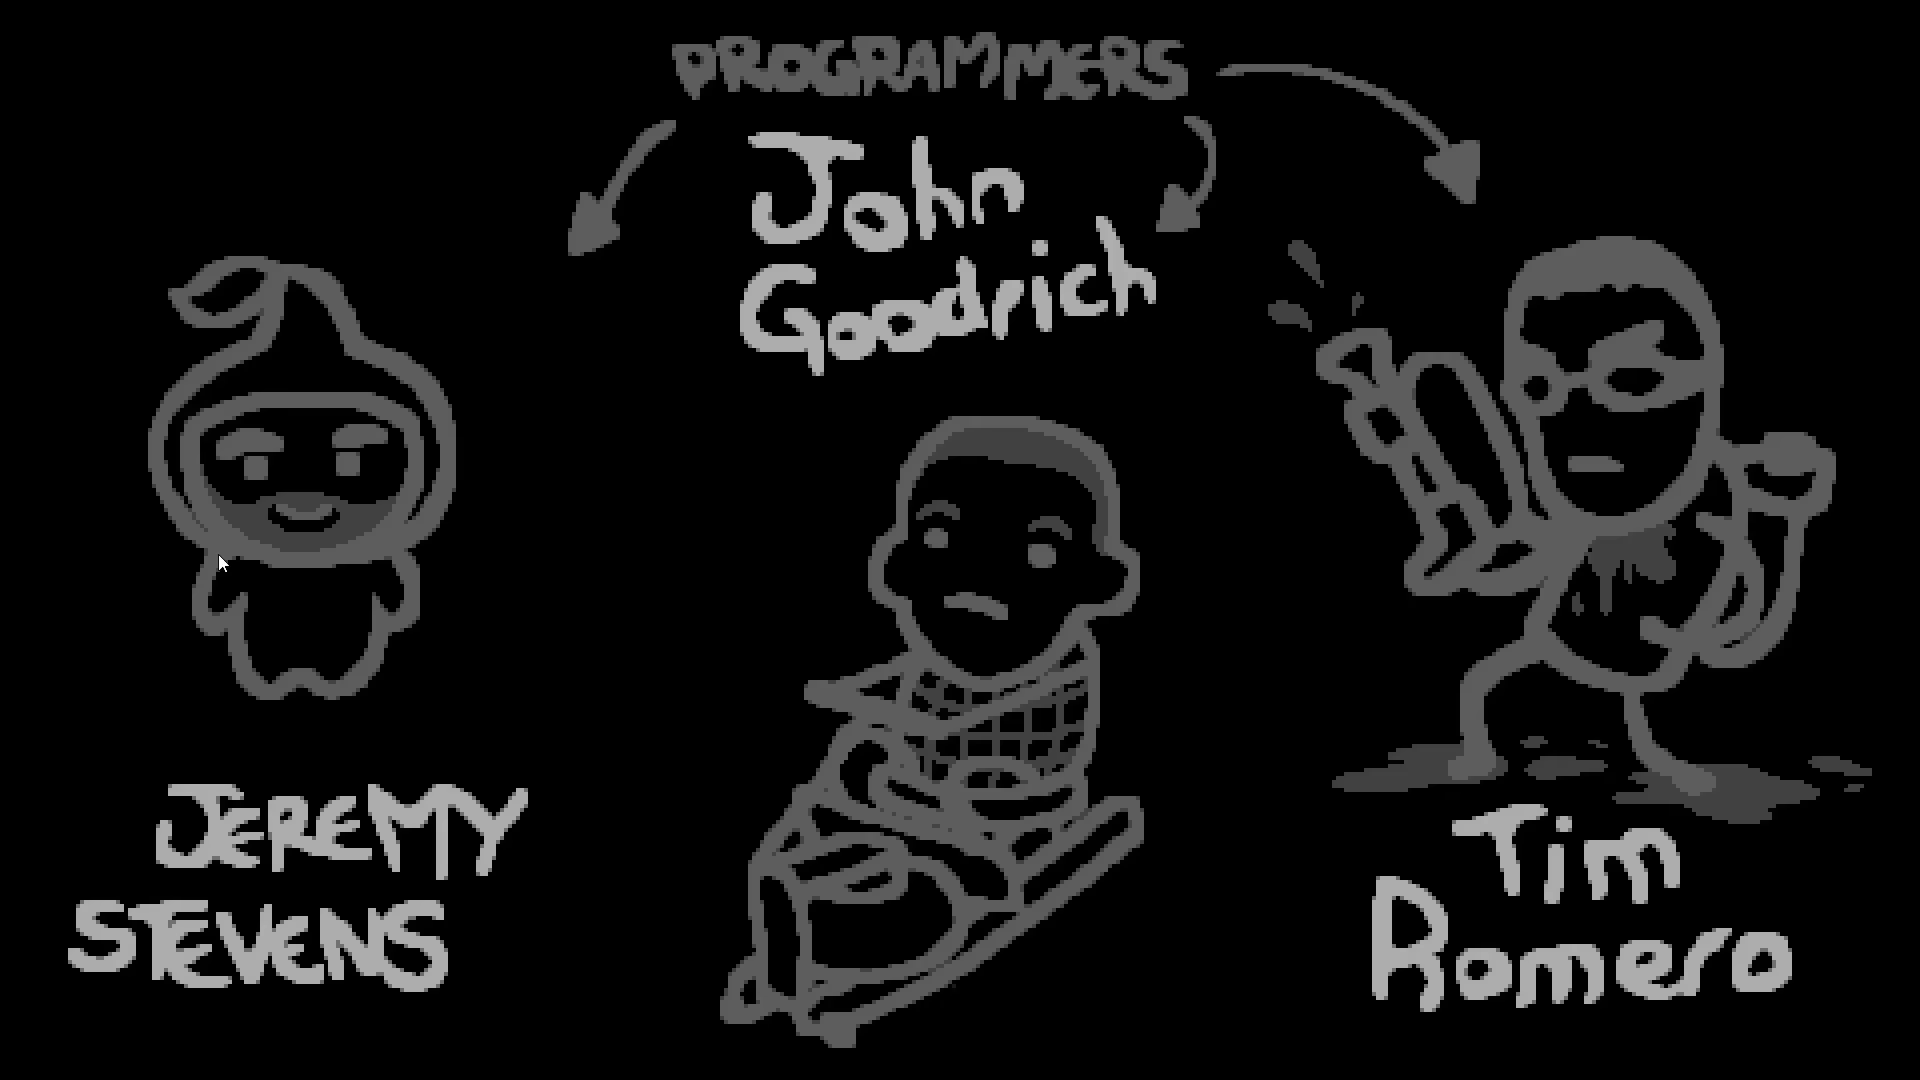 PROGRAMMERS
John
Goodrich
JEREMY
STEVENS
Tim
Romero